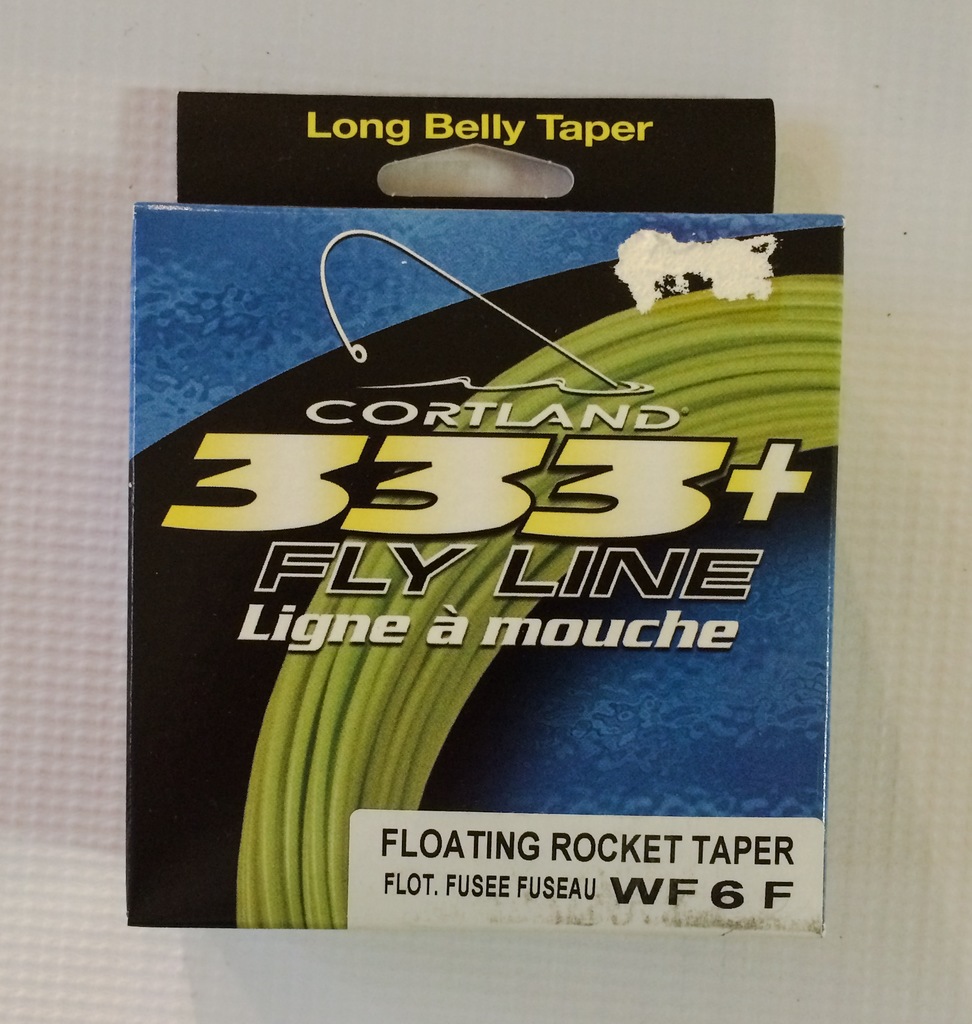 Long Belly Taper
CORTLAND®
333+
FLY LINE
Ligne à mouche
FLOATING ROCKET TAPER
FLOT. FUSEE FUSEAU WF 6 F